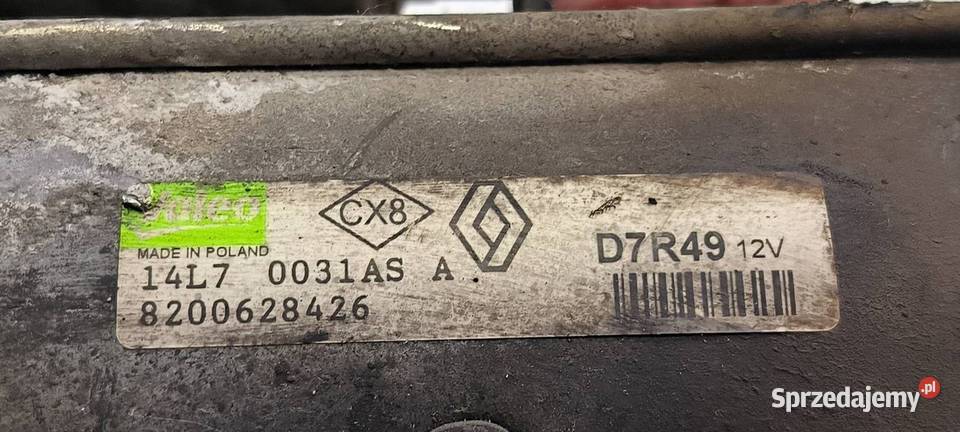 Valeo
CX8
MADE IN POLAND
14L7 0031AS A
8200628426
D7R49 12V
Sprzedajemy.pl